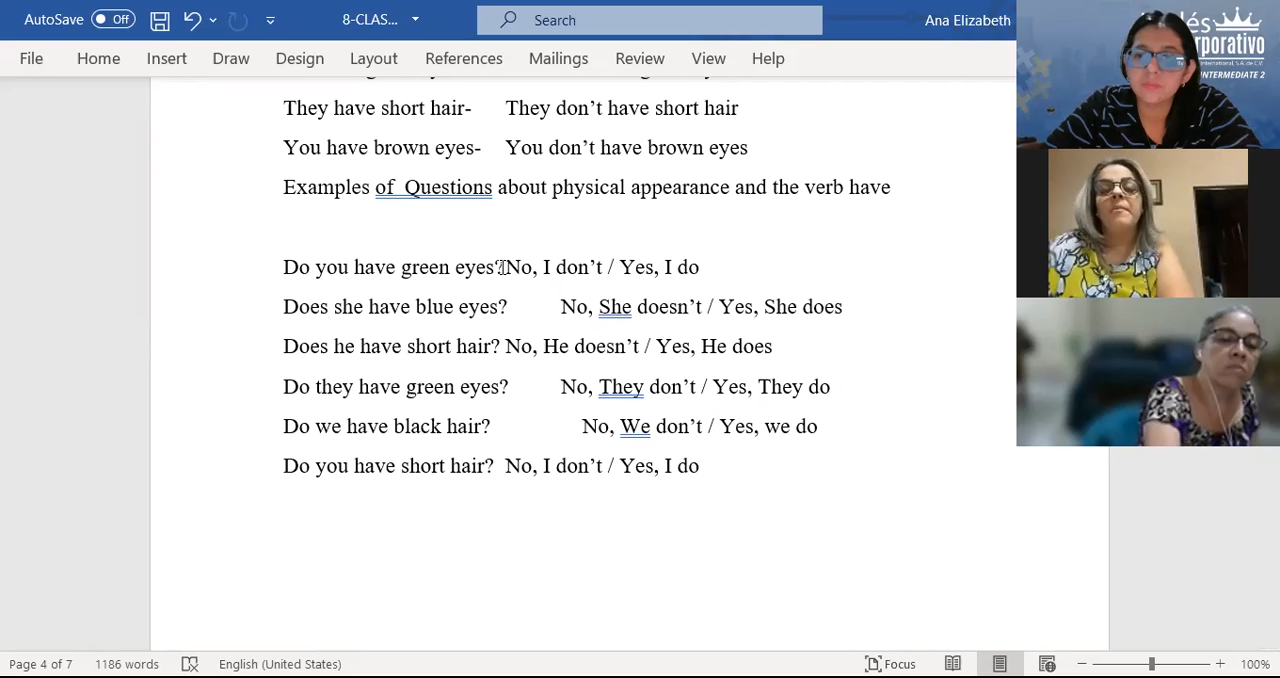 AutoSave Off 8-CLAS... Search Ana Elizabeth
File Home Insert Draw Design Layout References Mailings Review View Help
They have short hair- They don’t have short hair
You have brown eyes- You don’t have brown eyes
Examples of Questions about physical appearance and the verb have
Do you have green eyes? No, I don’t / Yes, I do
Does she have blue eyes? No, She doesn’t / Yes, She does
Does he have short hair? No, He doesn’t / Yes, He does
Do they have green eyes? No, They don’t / Yes, They do
Do we have black hair? No, We don’t / Yes, we do
Do you have short hair? No, I don’t / Yes, I do
Page 4 of 7 1186 words English (United States) Focus 100%
INTERMEDIATE 2